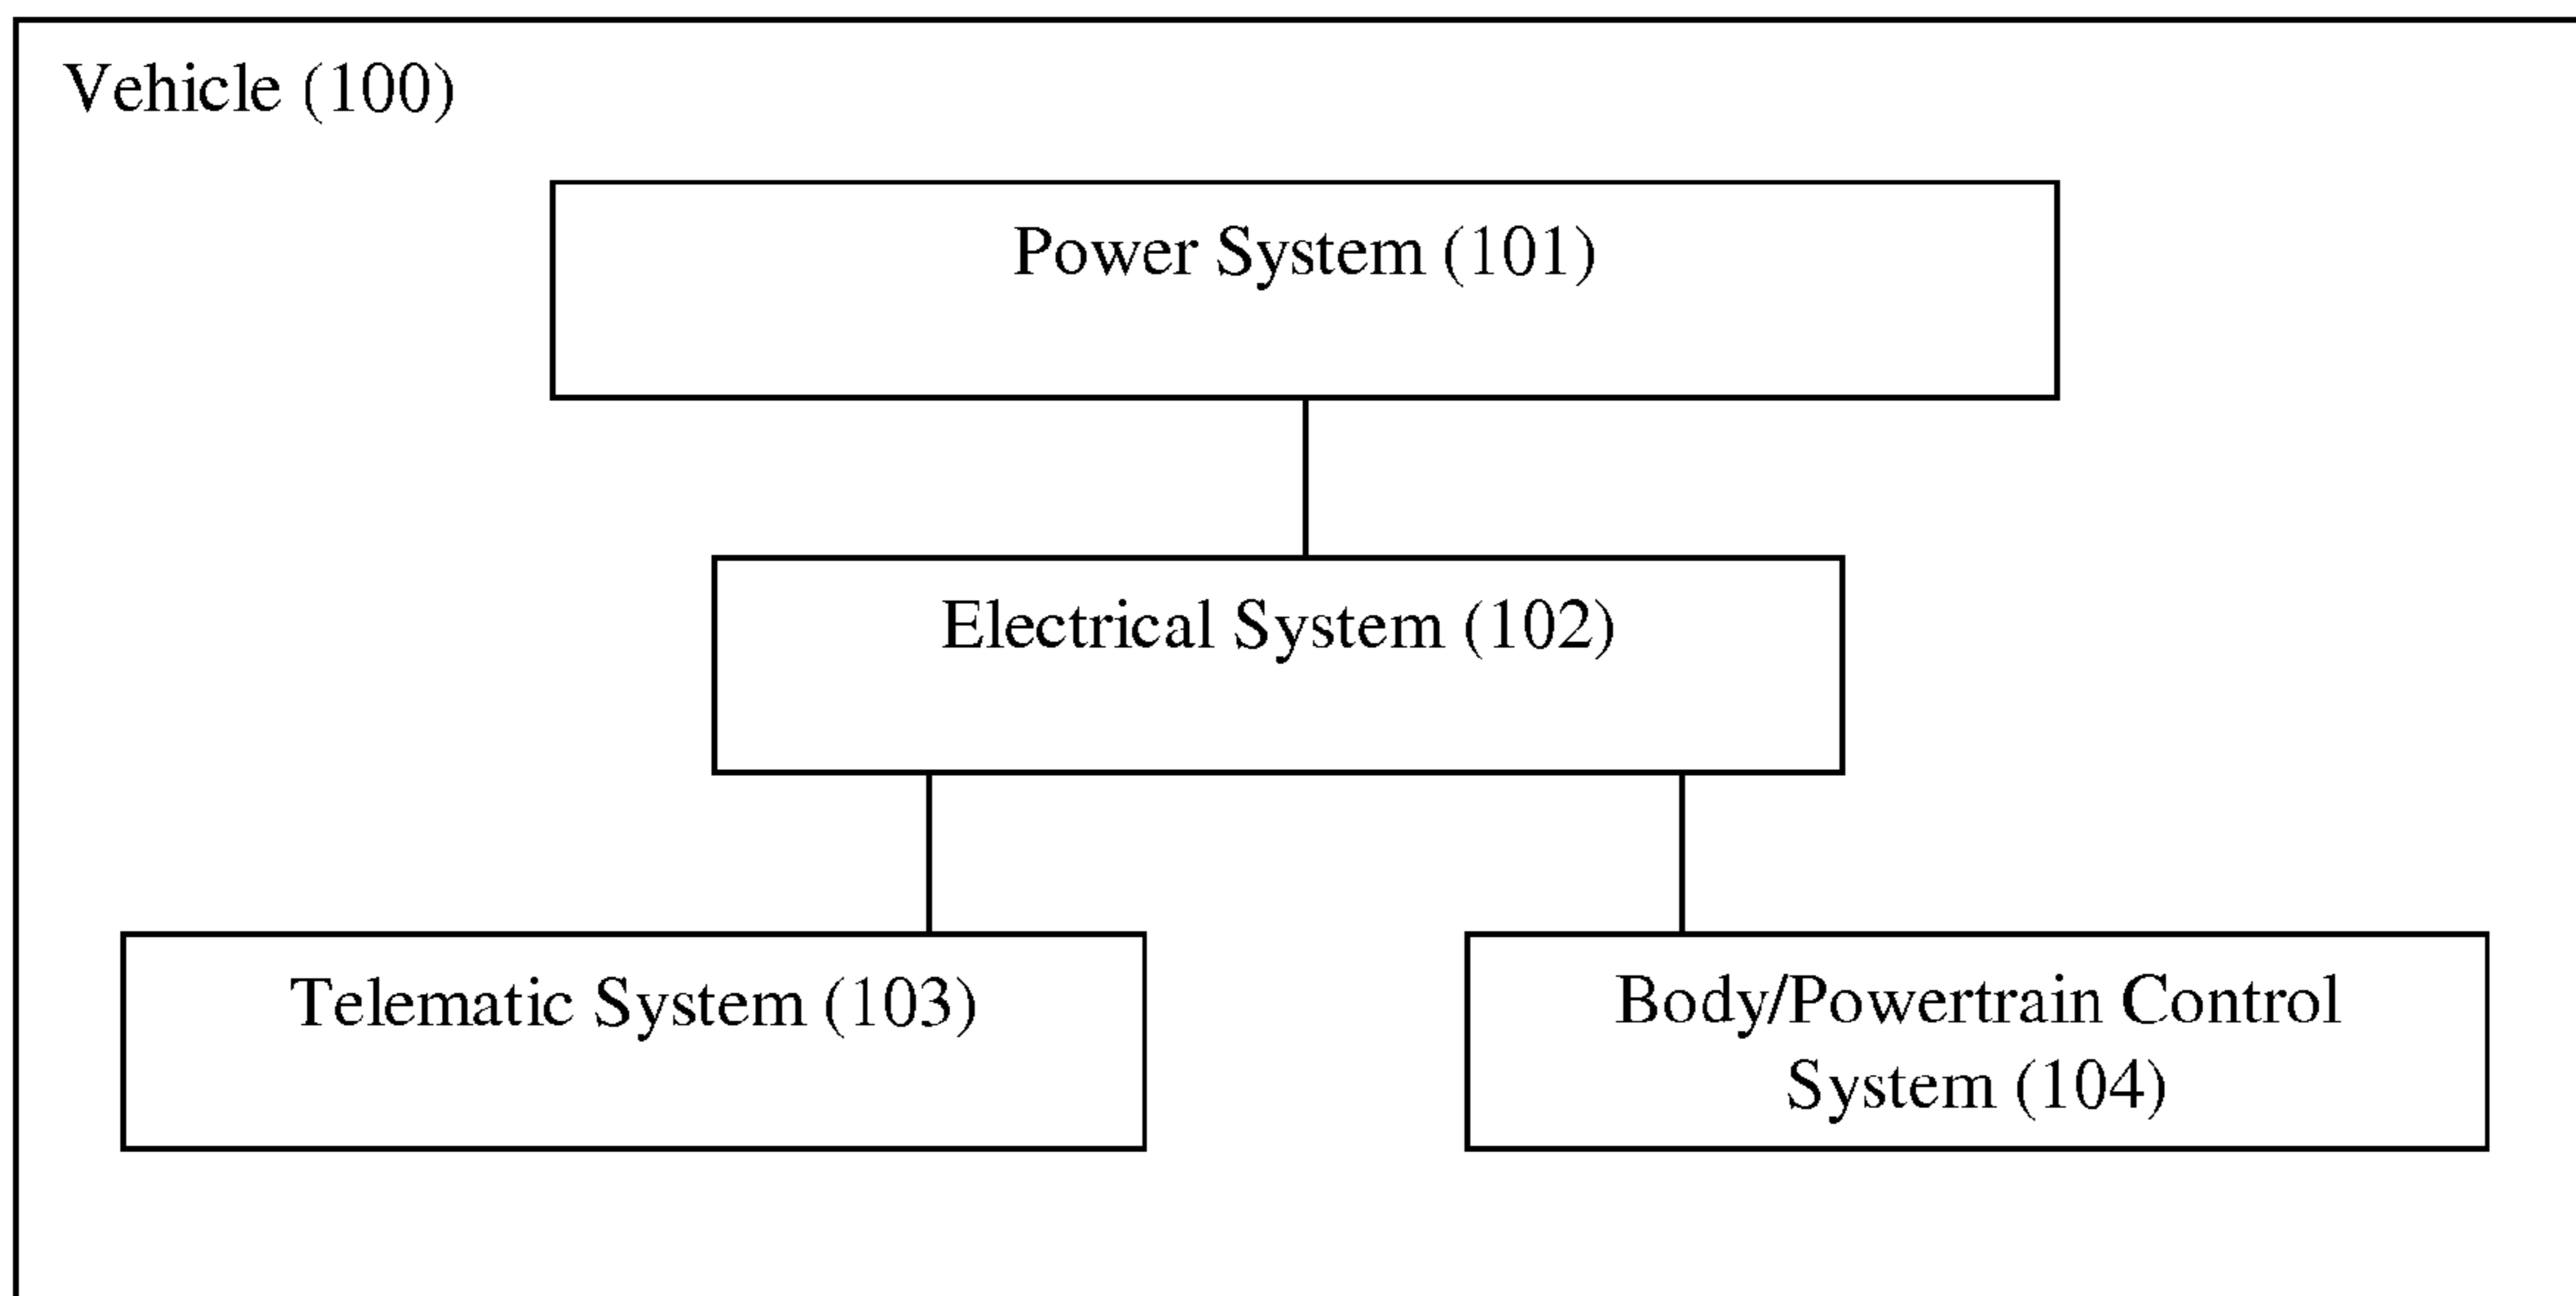 Vehicle (100)
Power System (101)
Electrical System (102)
Telematic System (103)
Body/Powertrain Control
System (104)